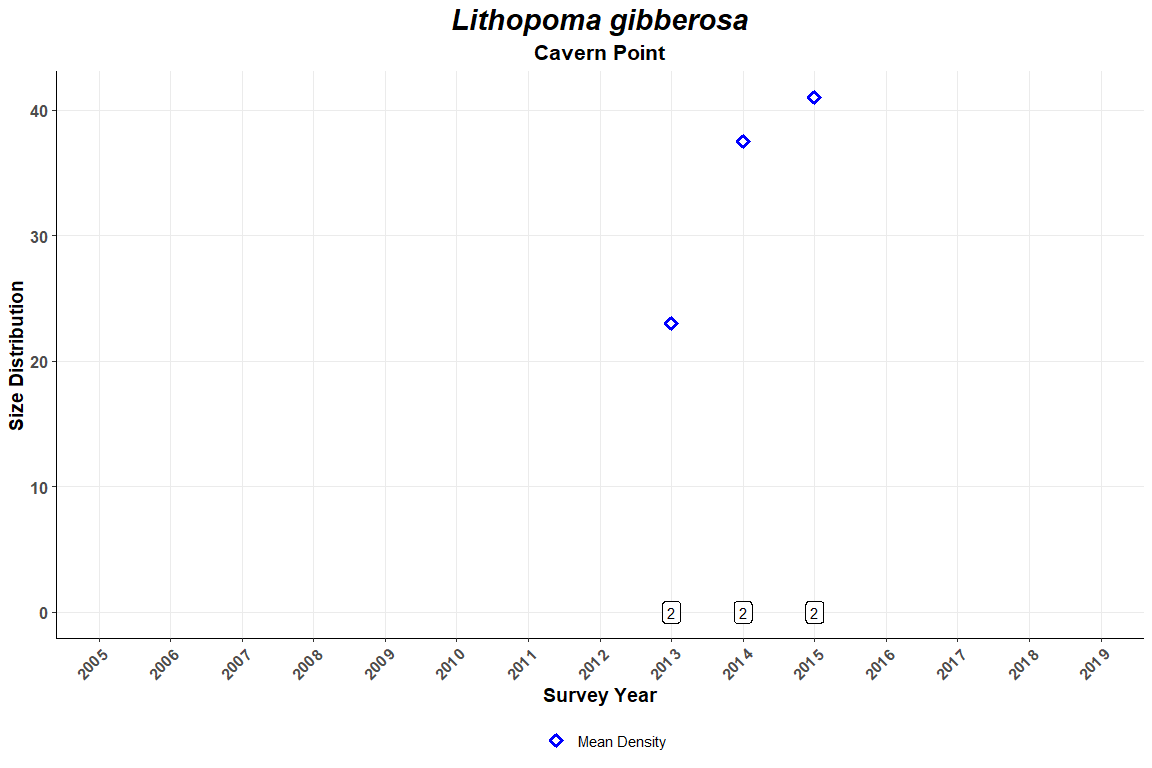 Lithopoma gibberosa
Cavern Point
Size Distribution
40
30
20
10
0
2 2 2
2005 2006 2007 2008 2009 2010 2011 2012 2013 2014 2015 2016 2017 2018 2019
Survey Year
Mean Density